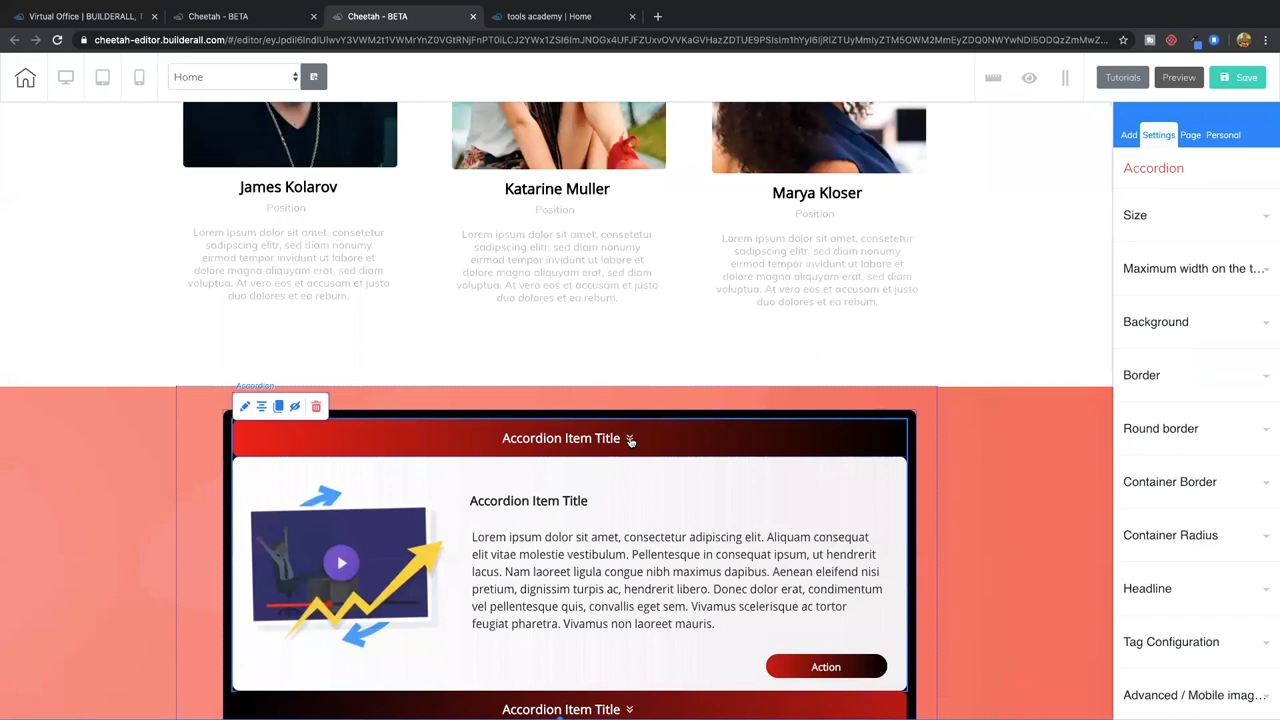 Virtual Office | BUILDERALL, T
Cheetah - BETA
Cheetah - BETA
tools academy | Home
Home
Tutorials
Preview
Save
Add
Settings
Page
Personal
Accordion
Size
Maximum width on the t...
Background
Border
Round border
Container Border
Container Radius
Headline
Tag Configuration
Advanced / Mobile imag...
James Kolarov
Position
Lorem ipsum dolor sit amet, consetetur
sadipscing elitr, sed diam nonumy
eirmod tempor invidunt ut labore et
dolore magna aliquyam erat, sed diam
voluptua. At vero eos et accusam et justo
duo dolores et ea rebum.
Katarine Muller
Position
Lorem ipsum dolor sit amet, consetetur
sadipscing elitr, sed diam nonumy
eirmod tempor invidunt ut labore et
dolore magna aliquyam erat, sed diam
voluptua. At vero eos et accusam et justo
duo dolores et ea rebum.
Marya Kloser
Position
Lorem ipsum dolor sit amet, consetetur
sadipscing elitr, sed diam nonumy
eirmod tempor invidunt ut labore et
dolore magna aliquyam erat, sed diam
voluptua. At vero eos et accusam et justo
duo dolores et ea rebum.
Accordion
Accordion Item Title
Accordion Item Title
Lorem ipsum dolor sit amet, consectetur adipiscing elit. Aliquam consequat
elit vitae molestie vestibulum. Pellentesque in consequat ipsum, ut hendrerit
lacus. Nam laoreet ligula congue nibh maximus dapibus. Aenean eleifend nisi
pretium, dignissim turpis ac, hendrerit libero. Donec dolor erat, condimentum
vel pellentesque quis, convallis eget sem. Vivamus scelerisque ac tortor
feugiat pharetra. Vivamus non laoreet mauris.
Action
Accordion Item Title